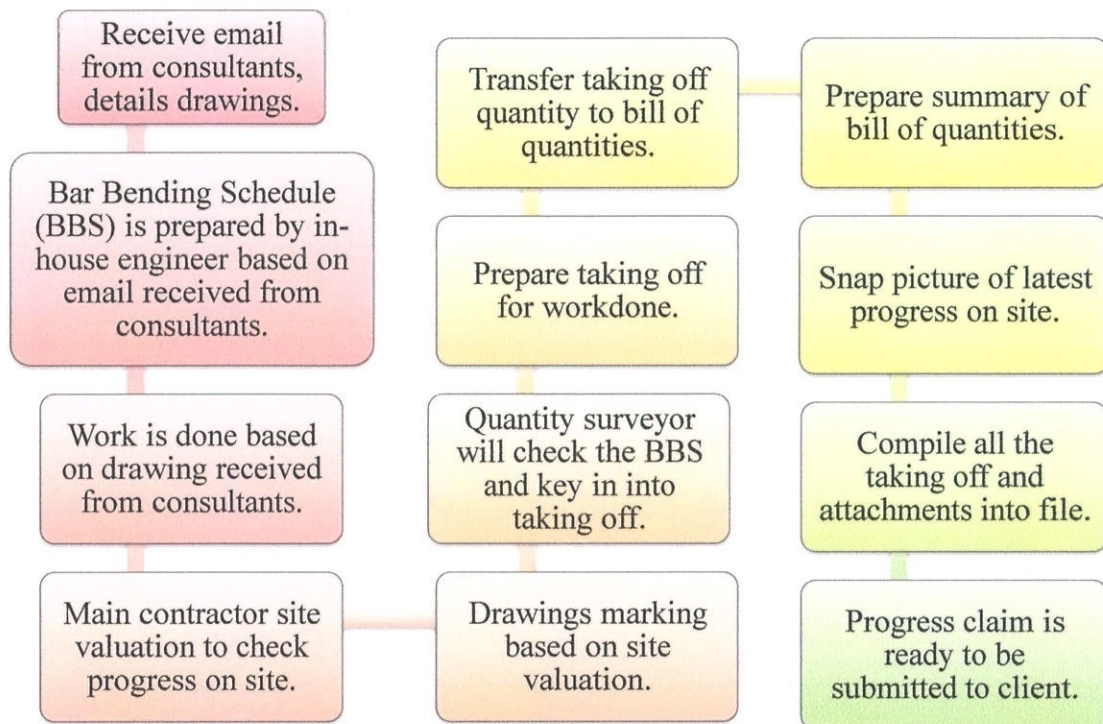 Receive email
from consultants,
details drawings.
Bar Bending Schedule
(BBS) is prepared by in-
house engineer based on
email received from
consultants.
Work is done based
on drawing received
from consultants.
Main contractor site
valuation to check
progress on site.
Drawings marking
based on site
valuation.
Quantity surveyor
will check the BBS
and key in into
taking off.
Prepare taking off
for workdone.
Transfer taking off
quantity to bill of
quantities.
Prepare summary of
bill of quantities.
Snap picture of latest
progress on site.
Compile all the
taking off and
attachments into file.
Progress claim is
ready to be
submitted to client.